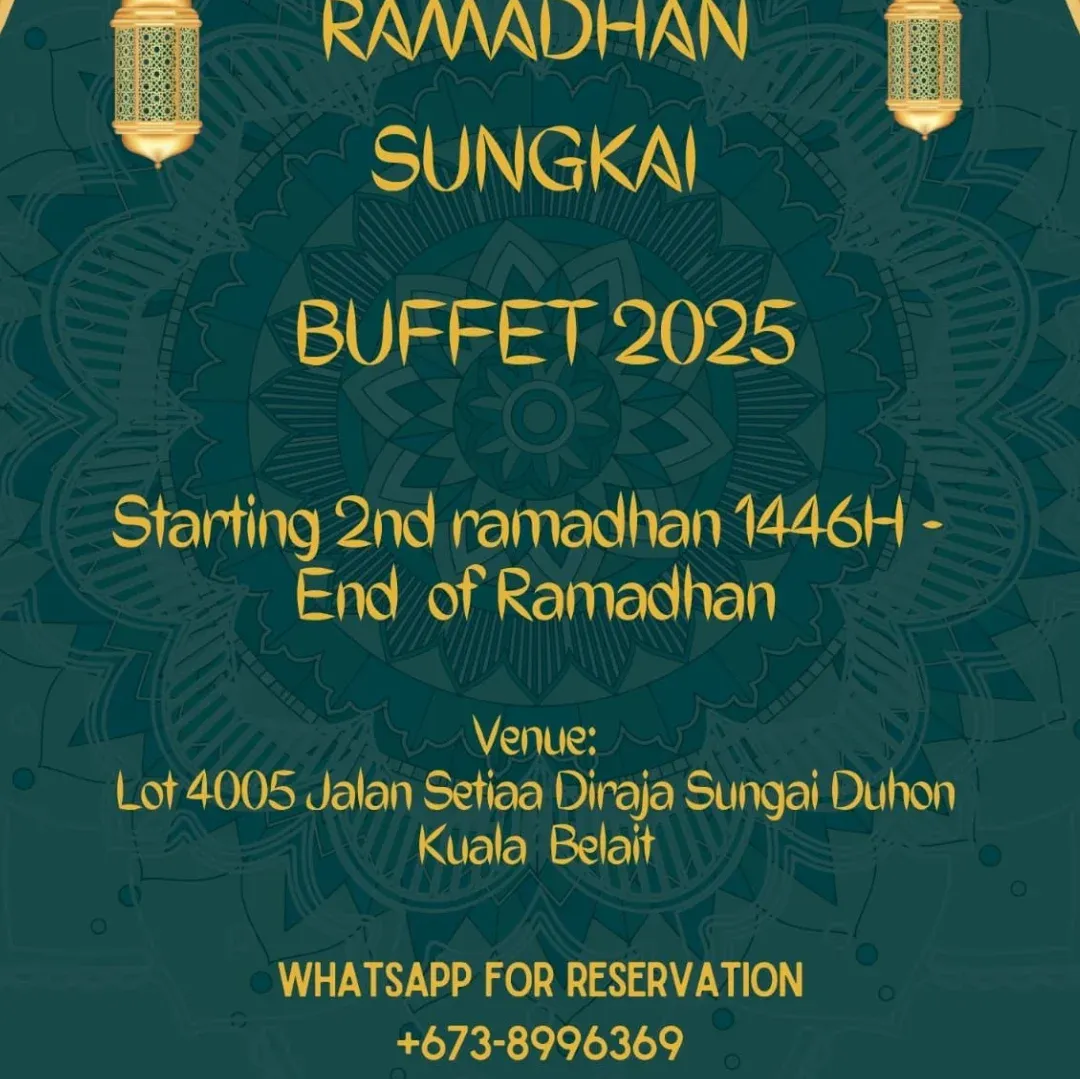 RAMADHAN
SUNGKAI
BUFFET 2025
Starting 2nd ramadhan 1446H -
End of Ramadhan
Venue:
Lot 4005 Jalan Setiaa Diraja Sungai Duhon
Kuala Belait
WHATSAPP FOR RESERVATION
+673-8996369